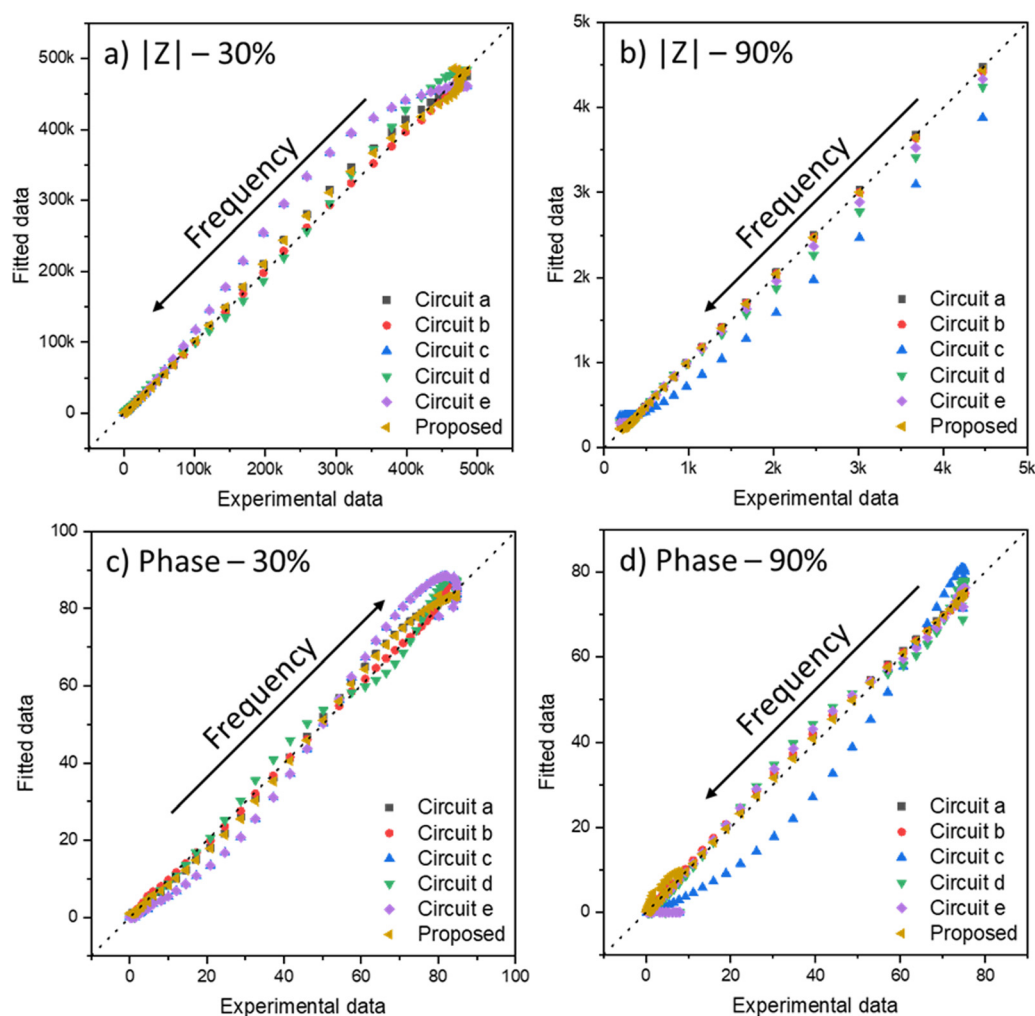 a) |Z| – 30%
500k
400k
300k
200k
100k
0
Fitted data
Frequency
Circuit a
Circuit b
Circuit c
Circuit d
Circuit e
Proposed
0
100k
200k
300k
400k
500k
Experimental data
b) |Z| – 90%
5k
4k
3k
2k
1k
0
Fitted data
Frequency
Circuit a
Circuit b
Circuit c
Circuit d
Circuit e
Proposed
0
1k
2k
3k
4k
5k
Experimental data
c) Phase – 30%
100
80
60
40
20
0
Fitted data
Frequency
Circuit a
Circuit b
Circuit c
Circuit d
Circuit e
Proposed
0
20
40
60
80
100
Experimental data
d) Phase – 90%
80
60
40
20
0
Fitted data
Frequency
Circuit a
Circuit b
Circuit c
Circuit d
Circuit e
Proposed
0
20
40
60
80
Experimental data